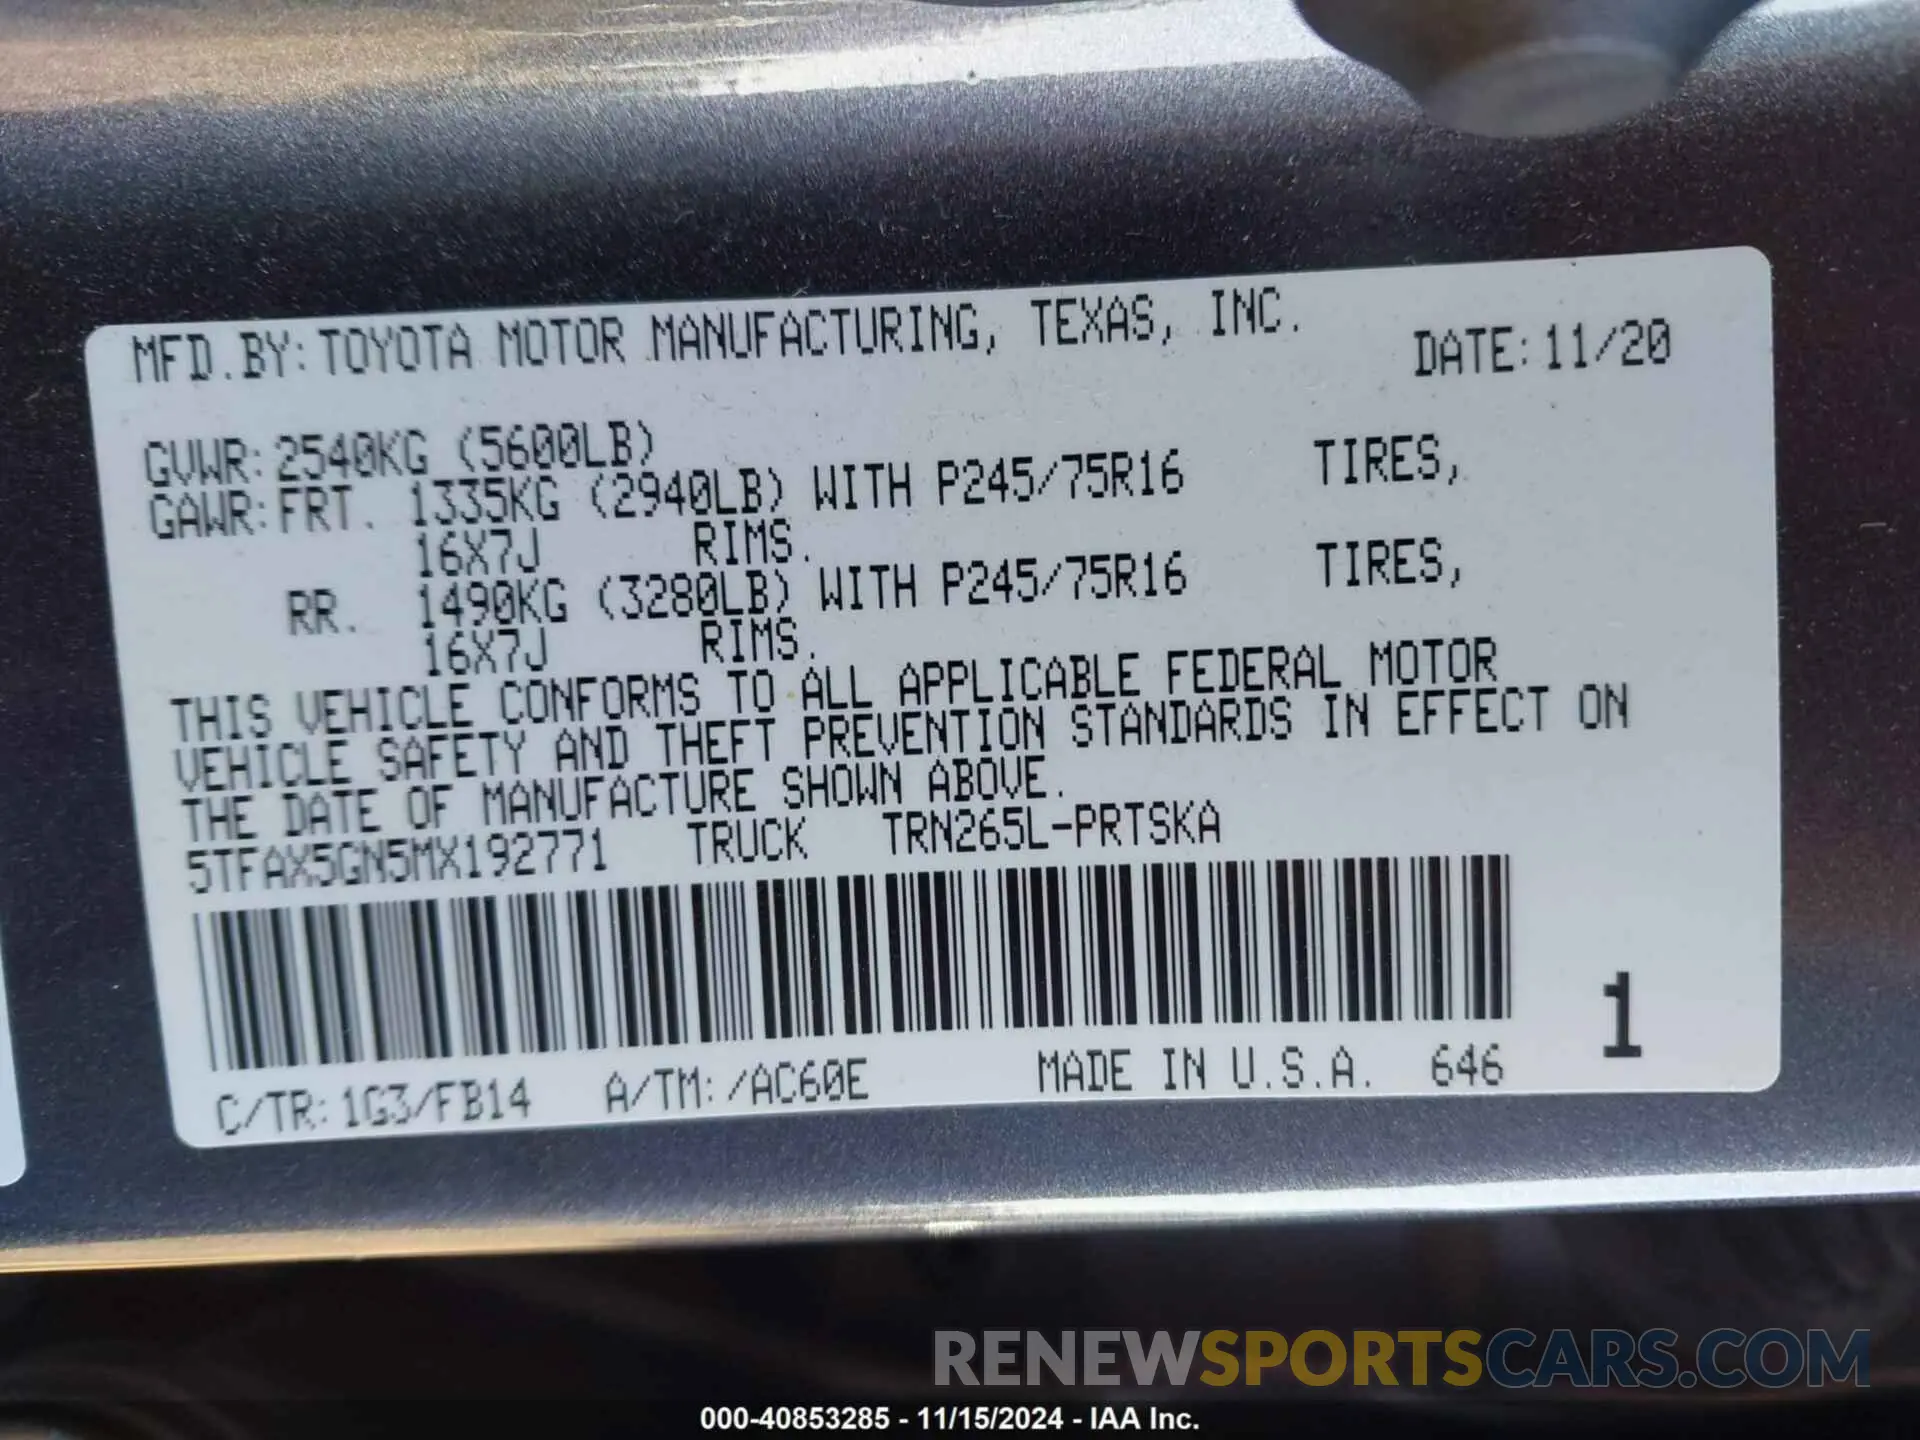 MFD.BY:TOYOTA MOTOR MANUFACTURING, TEXAS, INC. DATE:11/20
GVWR:2540KG (5600LB)
GAWR:FRT. 1335KG (2940LB) WITH P245/75R16 TIRES,
16X7J RIMS.
RR. 1490KG (3280LB) WITH P245/75R16 TIRES,
16X7J RIMS.
THIS VEHICLE CONFORMS TO ALL APPLICABLE FEDERAL MOTOR
VEHICLE SAFETY AND THEFT PREVENTION STANDARDS IN EFFECT ON
THE DATE OF MANUFACTURE SHOWN ABOVE.
5TFAX5GN5MX192771 TRUCK TRN265L-PRTSKA
1
C/TR:1G3/FB14 A/TM:/AC60E MADE IN U.S.A. 646
RENEWSPORTSCARS.COM
000-40853285 - 11/15/2024 - IAA Inc.